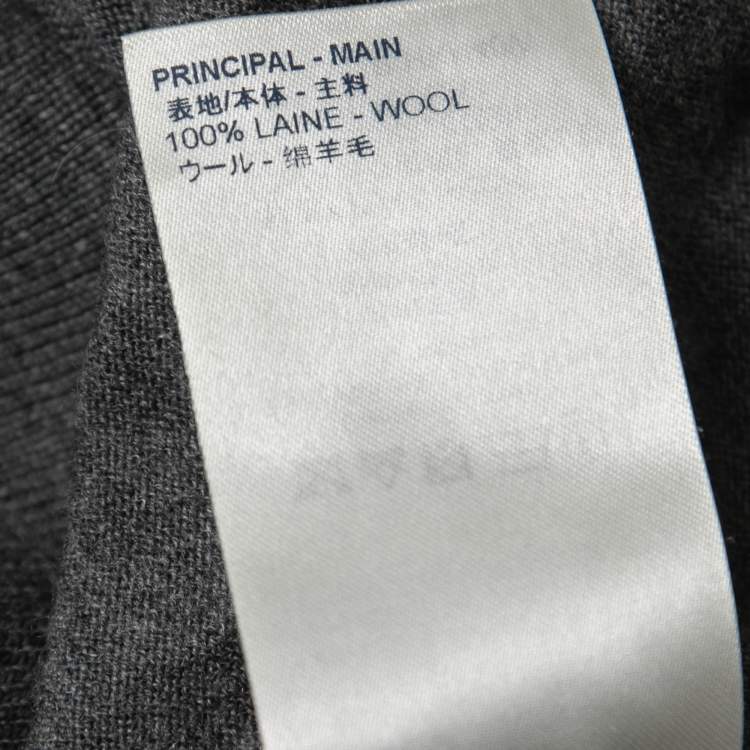 PRINCIPAL - MAIN
表地/本体 - 主料
100% LAINE - WOOL
ウール - 绵羊毛